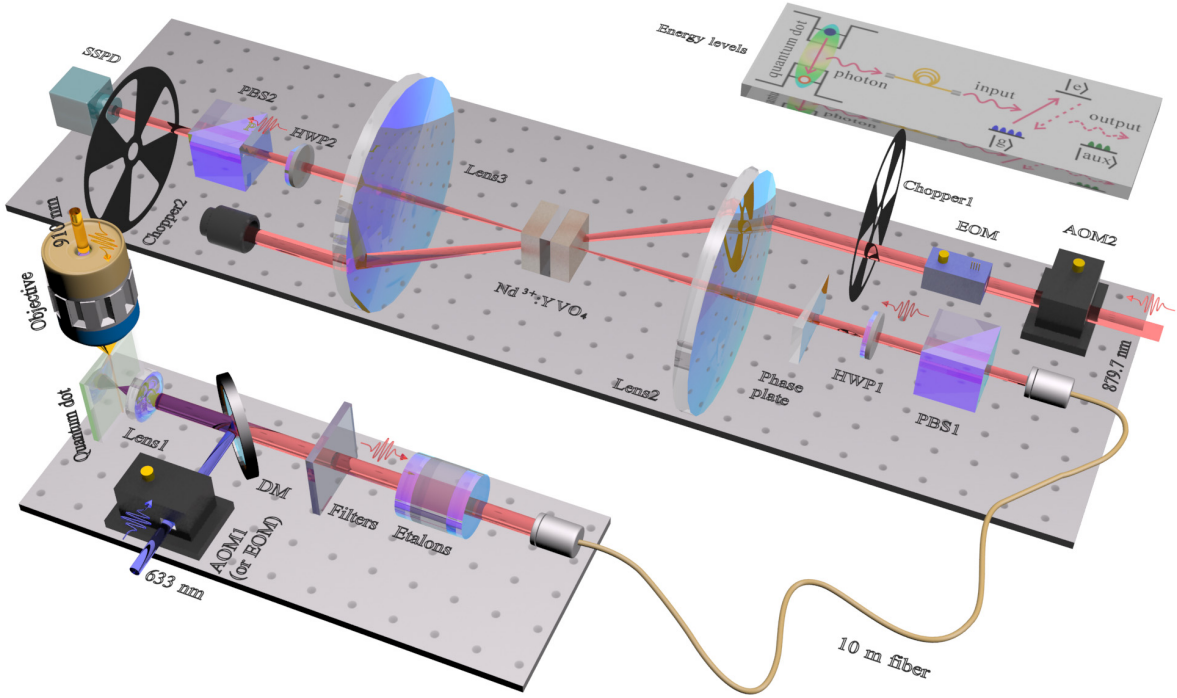 SSPD
PBS2
HWP2
Chopper2
Lens3
Nd³⁺:YVO₄
Lens2
Energy levels
quantum dot
photon
input
|e⟩
output
|g⟩
|aux⟩
photon
Chopper1
EOM
AOM2
879.7 nm
Phase
plate
HWP1
PBS1
910 nm
Objective
Quantum dot
Lens1
DM
Filters
Etalons
AOM1
(or EOM)
633 nm
10 m fiber